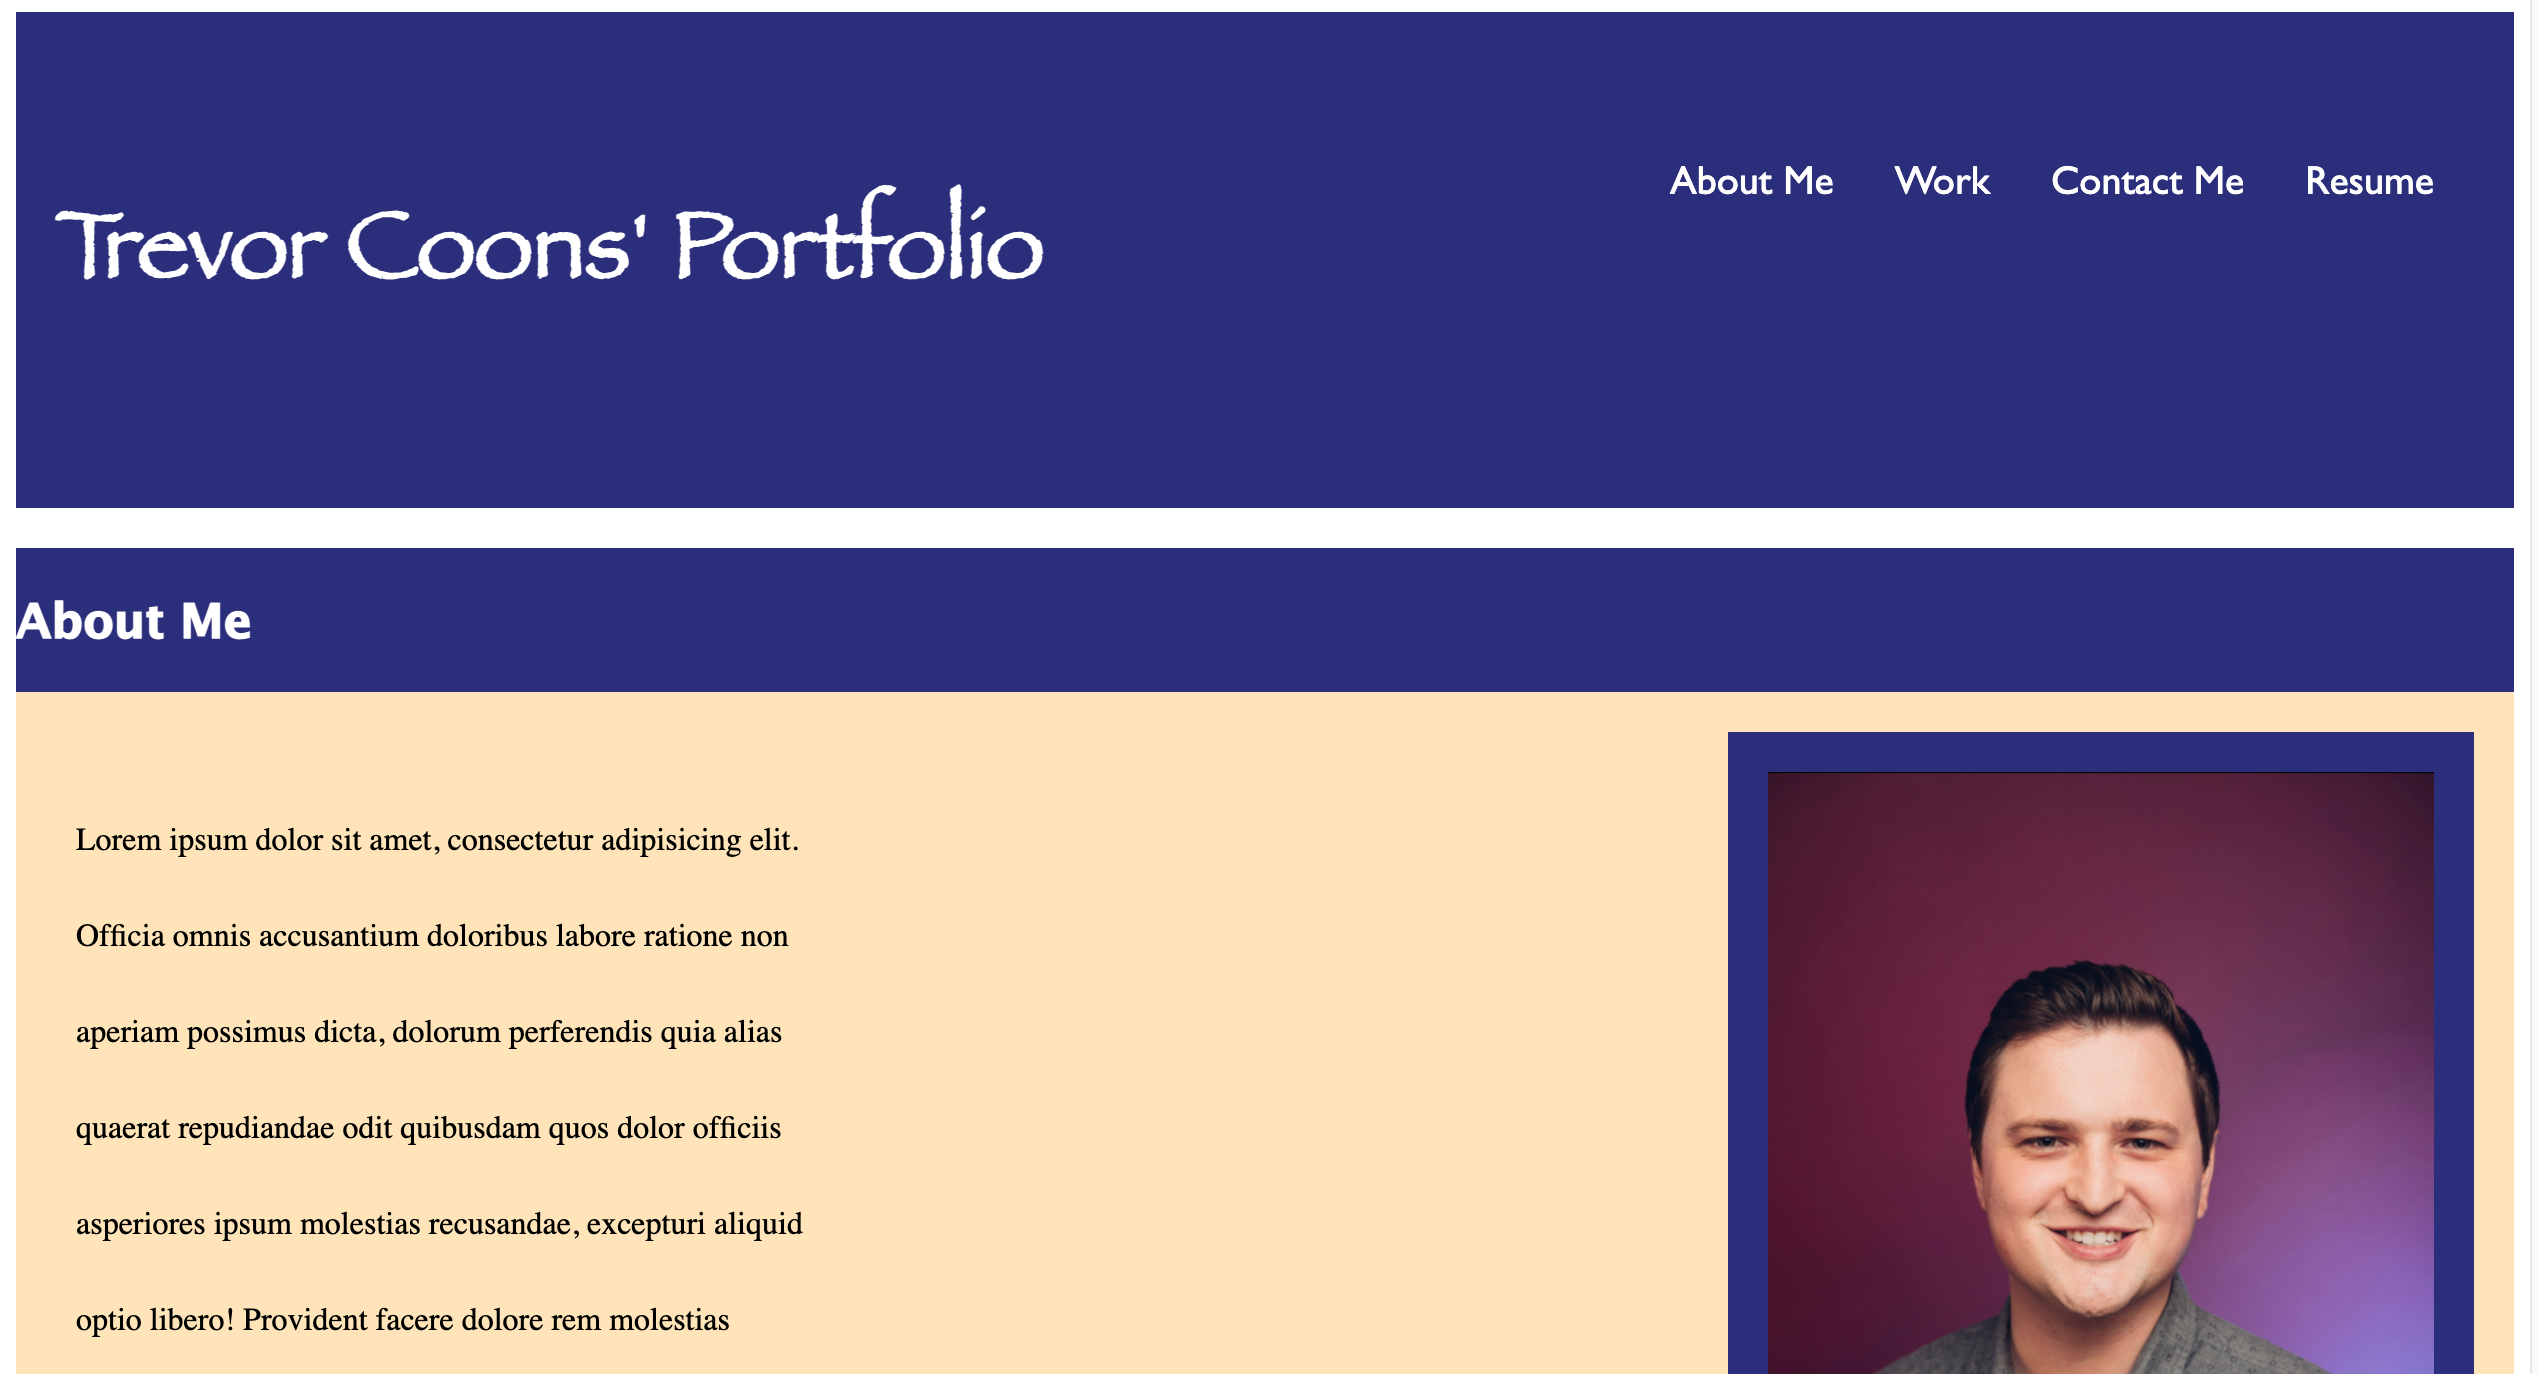 Trevor Coons' Portfolio
About Me Work Contact Me Resume
About Me
Lorem ipsum dolor sit amet, consectetur adipisicing elit.
Officia omnis accusantium doloribus labore ratione non
aperiam possimus dicta, dolorum perferendis quia alias
quaerat repudiandae odit quibusdam quos dolor officiis
asperiores ipsum molestias recusandae, excepturi aliquid
optio libero! Provident facere dolore rem molestias